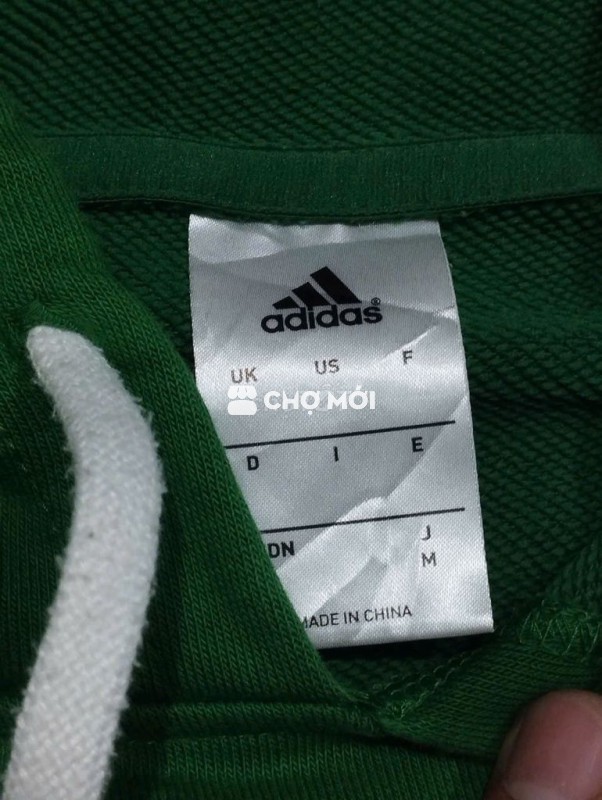 adidas®
UK US F
CHỢ MỚI
D I E
DN J
M
MADE IN CHINA